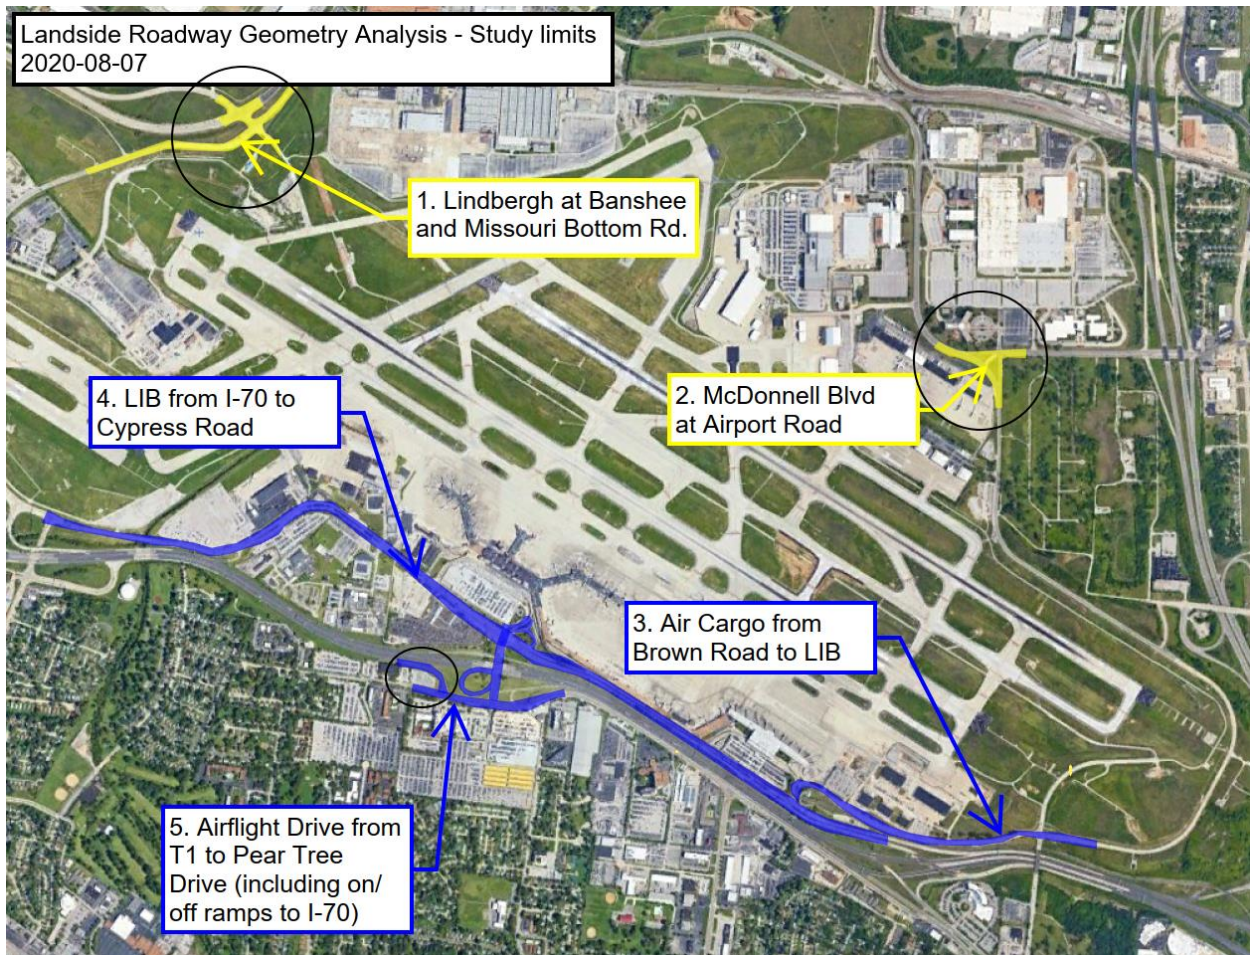 Landside Roadway Geometry Analysis - Study limits
2020-08-07
1. Lindbergh at Banshee
and Missouri Bottom Rd.
4. LIB from I-70 to
Cypress Road
2. McDonnell Blvd
at Airport Road
3. Air Cargo from
Brown Road to LIB
5. Airflight Drive from
T1 to Pear Tree
Drive (including on/
off ramps to I-70)